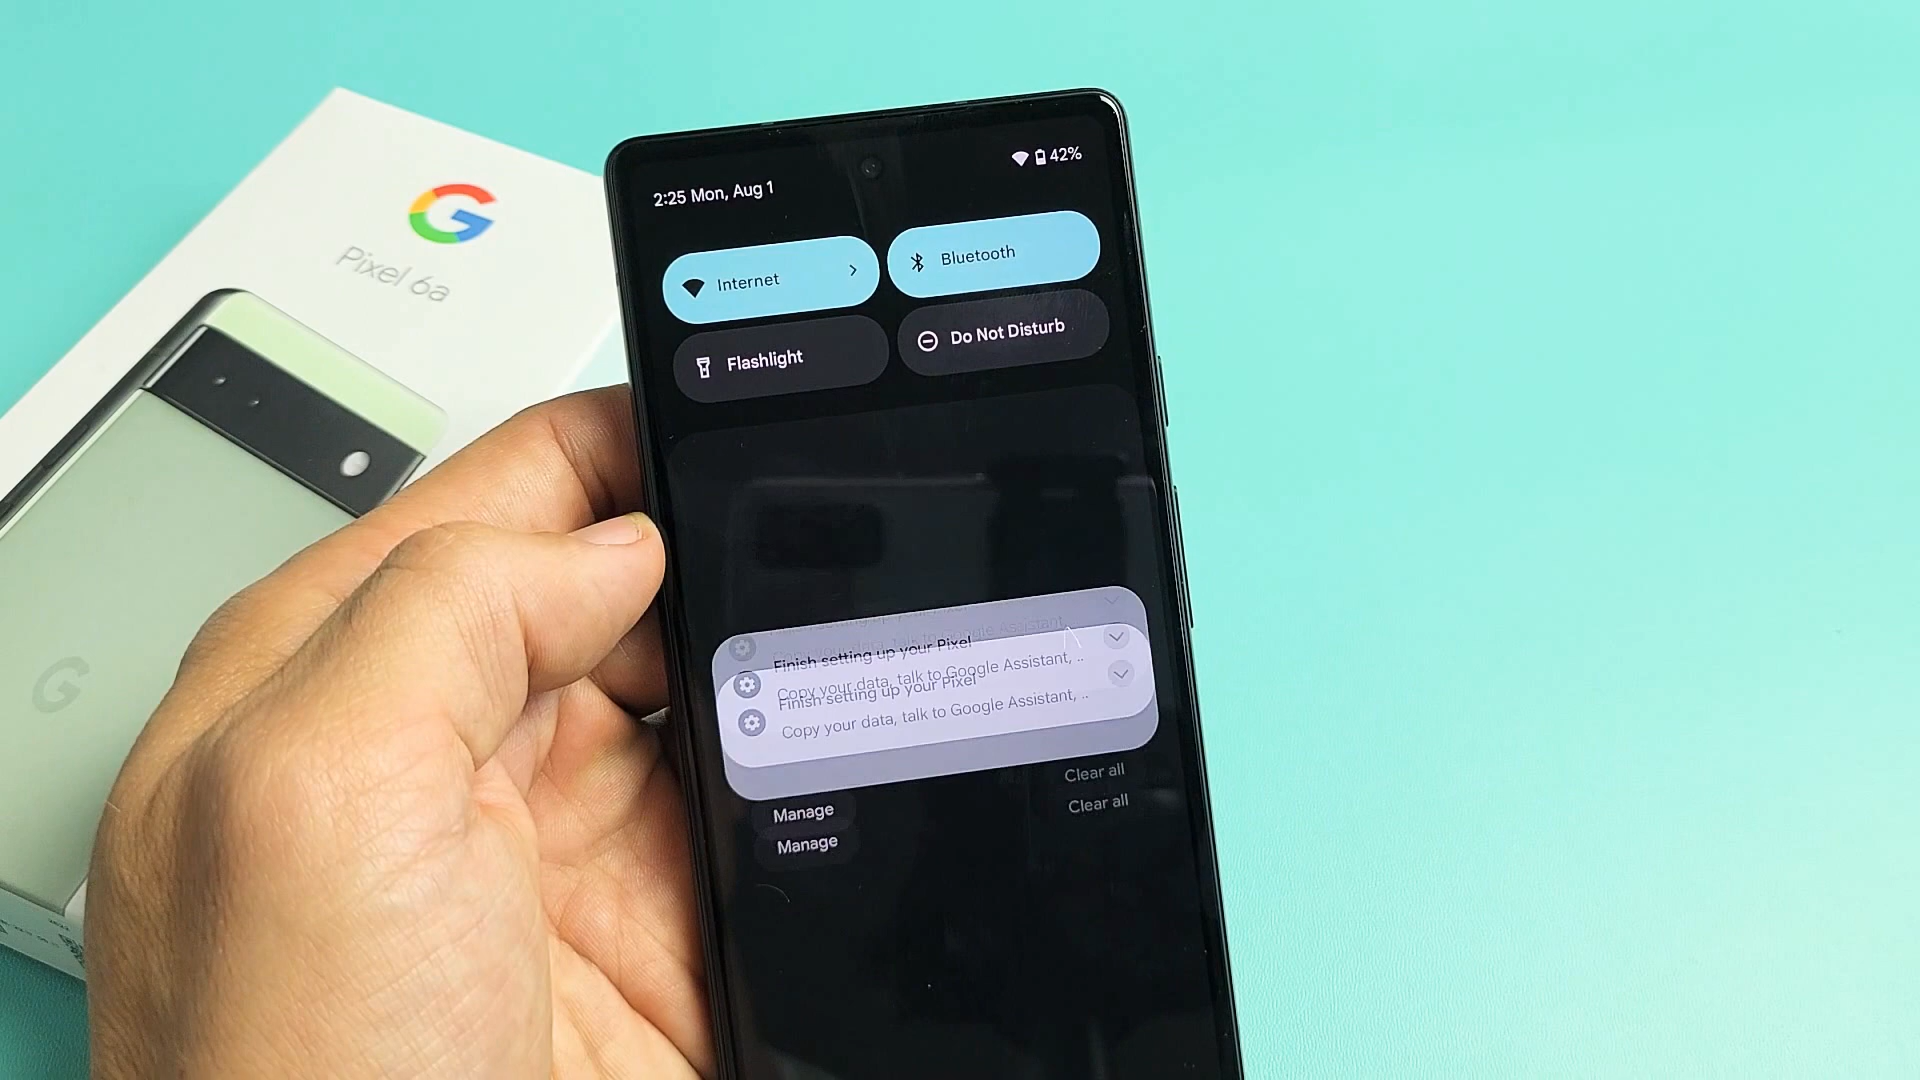 G
Pixel 6a
G
2:25 Mon, Aug 1
42%
Internet
Bluetooth
Flashlight
Do Not Disturb
Finish setting up your Pixel
Copy your data, talk to Google Assistant, ..
Finish setting up your Pixel
Copy your data, talk to Google Assistant, ..
Clear all
Clear all
Manage
Manage